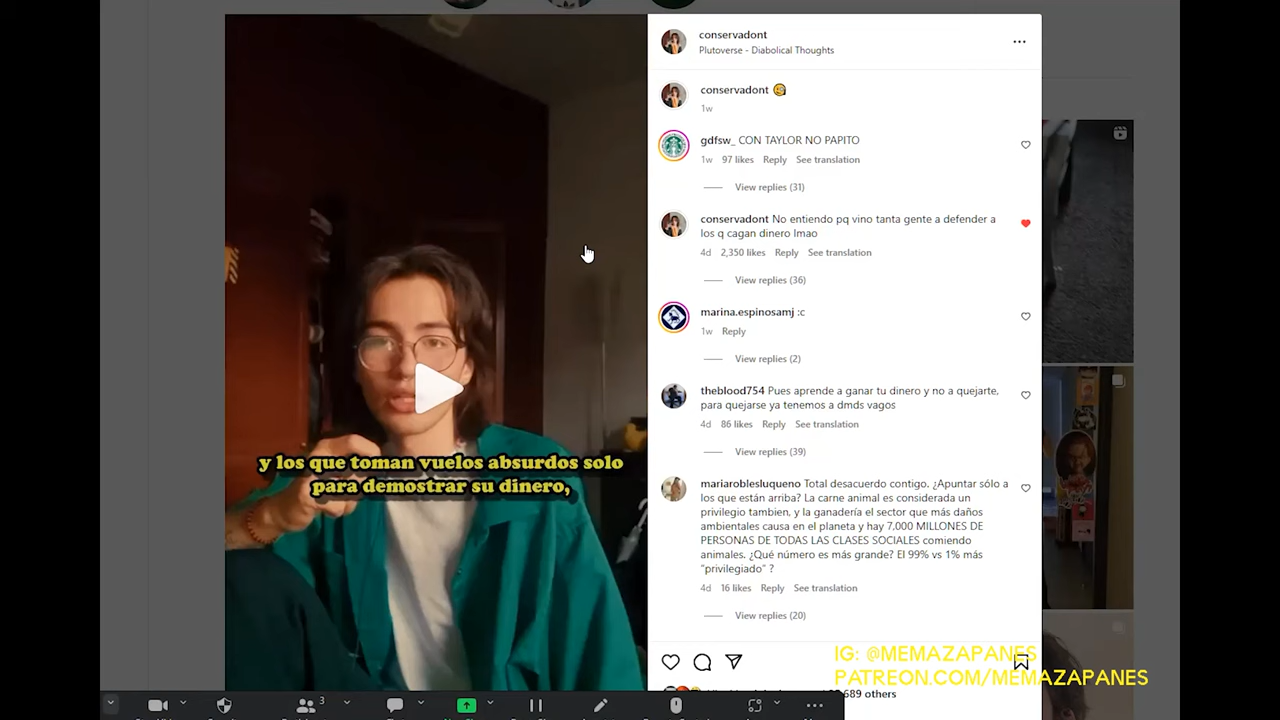 conservadont
Plutoverse - Diabolical Thoughts
conservadont
1w
gdfsw_ CON TAYLOR NO PAPITO
1w 97 likes Reply See translation
View replies (31)
conservadont No entiendo pq vino tanta gente a defender a
los q cagan dinero lmao
4d 2,350 likes Reply See translation
View replies (36)
marina.espinosamj :c
1w Reply
View replies (2)
theblood754 Pues aprende a ganar tu dinero y no a quejarte,
para quejarse ya tenemos a dmds vagos
4d 86 likes Reply See translation
View replies (39)
mariaroblesluqueno Total desacuerdo contigo. ¿Apuntar sólo a
los que están arriba? La carne animal es considerada un
privilegio tambien, y la ganadería el sector que más daños
ambientales causa en el planeta y hay 7,000 MILLONES DE
PERSONAS DE TODAS LAS CLASES SOCIALES comiendo
animales. ¿Qué número es más grande? El 99% vs 1% más
"privilegiado" ?
4d 16 likes Reply See translation
View replies (20)
y los que toman vuelos absurdos solo
para demostrar su dinero,
IG: @MEMAZAPANES
PATREON.COM/MEMAZAPANES
689 others
3